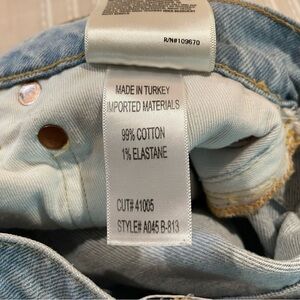 R/N#109670
MADE IN TURKEY
IMPORTED MATERIALS
99% COTTON
1% ELASTANE
CUT# 41005
STYLE# A045 B-813